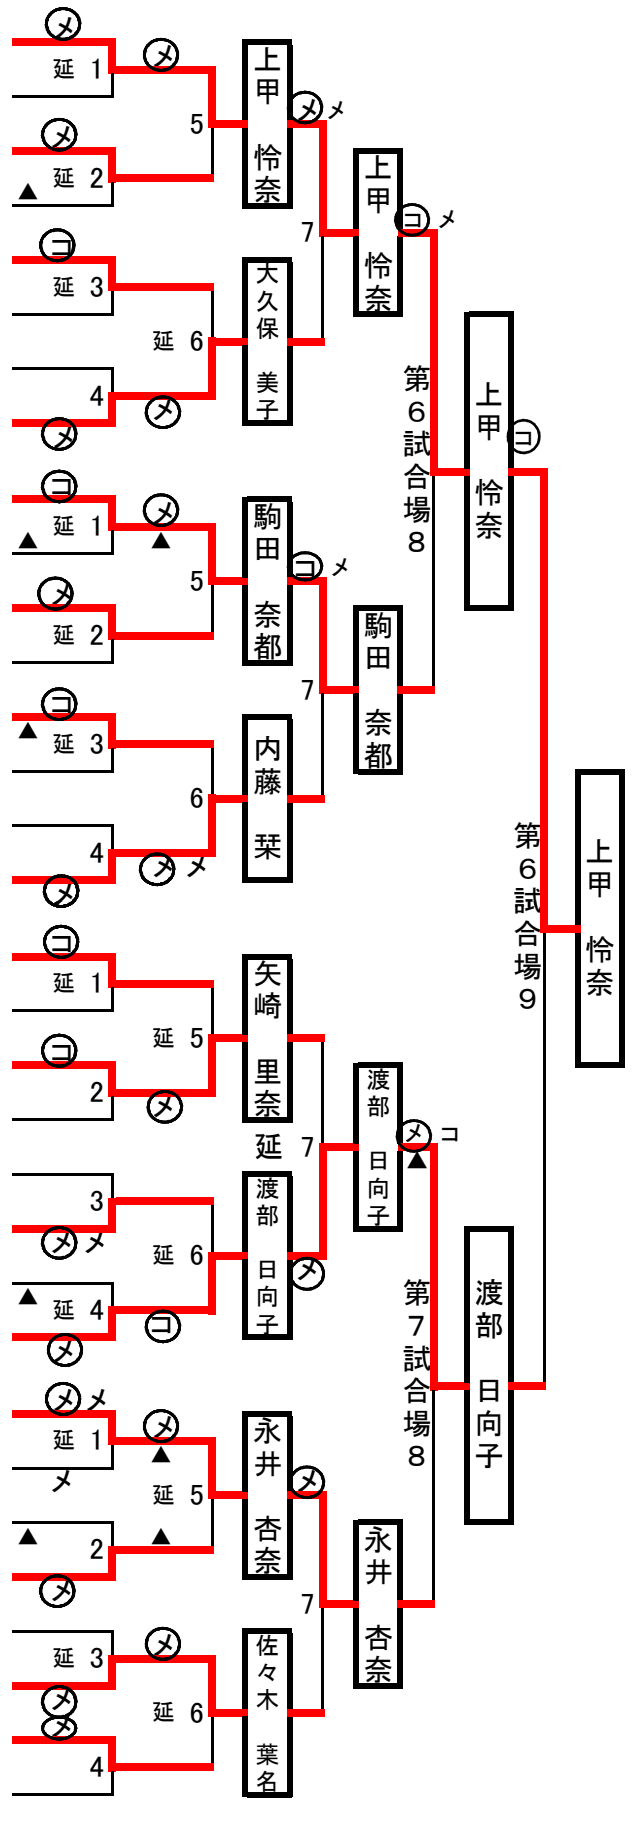 メ
延 1
メ
メ
延 2
▲
5
上甲 怜奈
メ メ
コ
延 3
4
メ
延 6
メ
大久保 美子
7
上甲 怜奈
コ メ
コ
延 1
▲
メ
▲
メ
延 2
5
駒田 奈都
コ メ
コ
▲
延 3
4
メ
6
メ メ
内藤 栞
7
駒田 奈都
第6試合場8
上甲 怜奈
コ
コ
延 1
コ
2
延 5
メ
矢崎 里奈
3
メ メ
▲
延 4
メ
延 6
コ
渡部 日向子
メ
延 7
渡部 日向子
メ コ
▲
メ メ
延 1
メ
メ
▲
▲
2
メ
延 5
▲
永井 杏奈
メ
延 3
メ
メ
4
メ
延 6
佐々木 葉名
7
永井 杏奈
第7試合場8
渡部 日向子
第6試合場9
上甲 怜奈